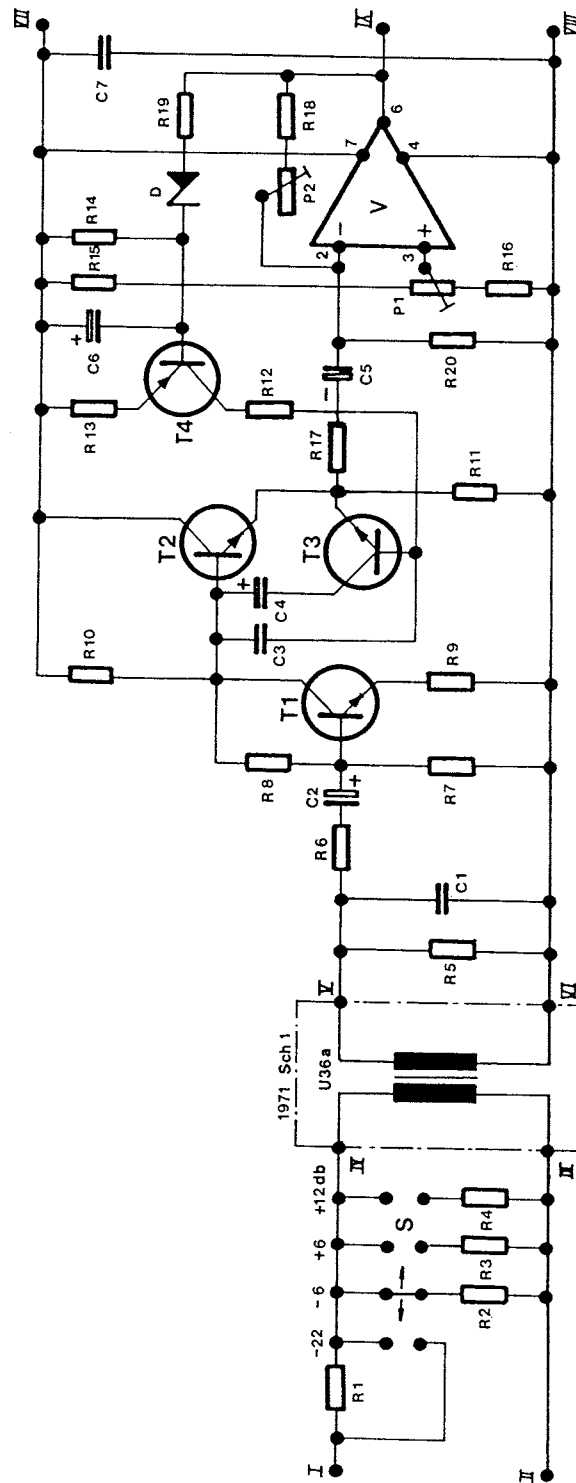 I
II
R1
-22
-6
+6
+12db
S
R2
R3
R4
IV
III
1971 Sch1
U36a
V
VI
R5
C1
R6
C2
+
R7
R8
T1
R9
R10
C3
C4
+
T2
T3
R11
R17
R12
T4
R13
C6
+
R15
R14
D
R19
C7
C5
−
R20
P1
R16
P2
R18
2
−
3
+
V
7
4
6
VII
IX
VIII